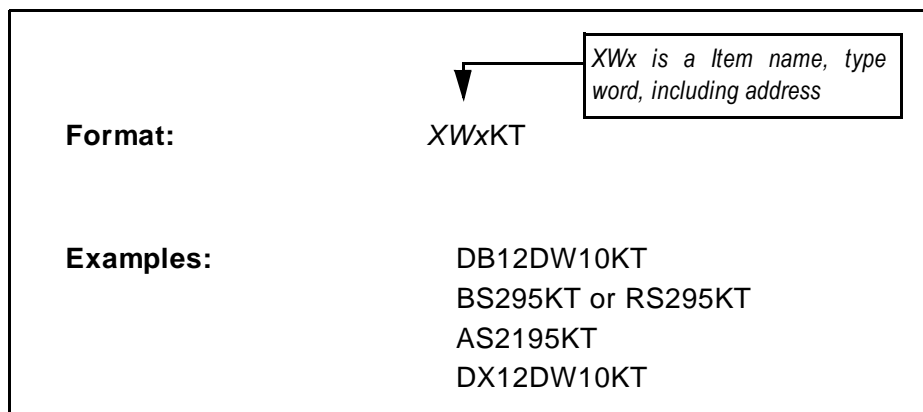 XWx is a Item name, type
word, including address
Format: XWxKT
Examples: DB12DW10KT
BS295KT or RS295KT
AS2195KT
DX12DW10KT